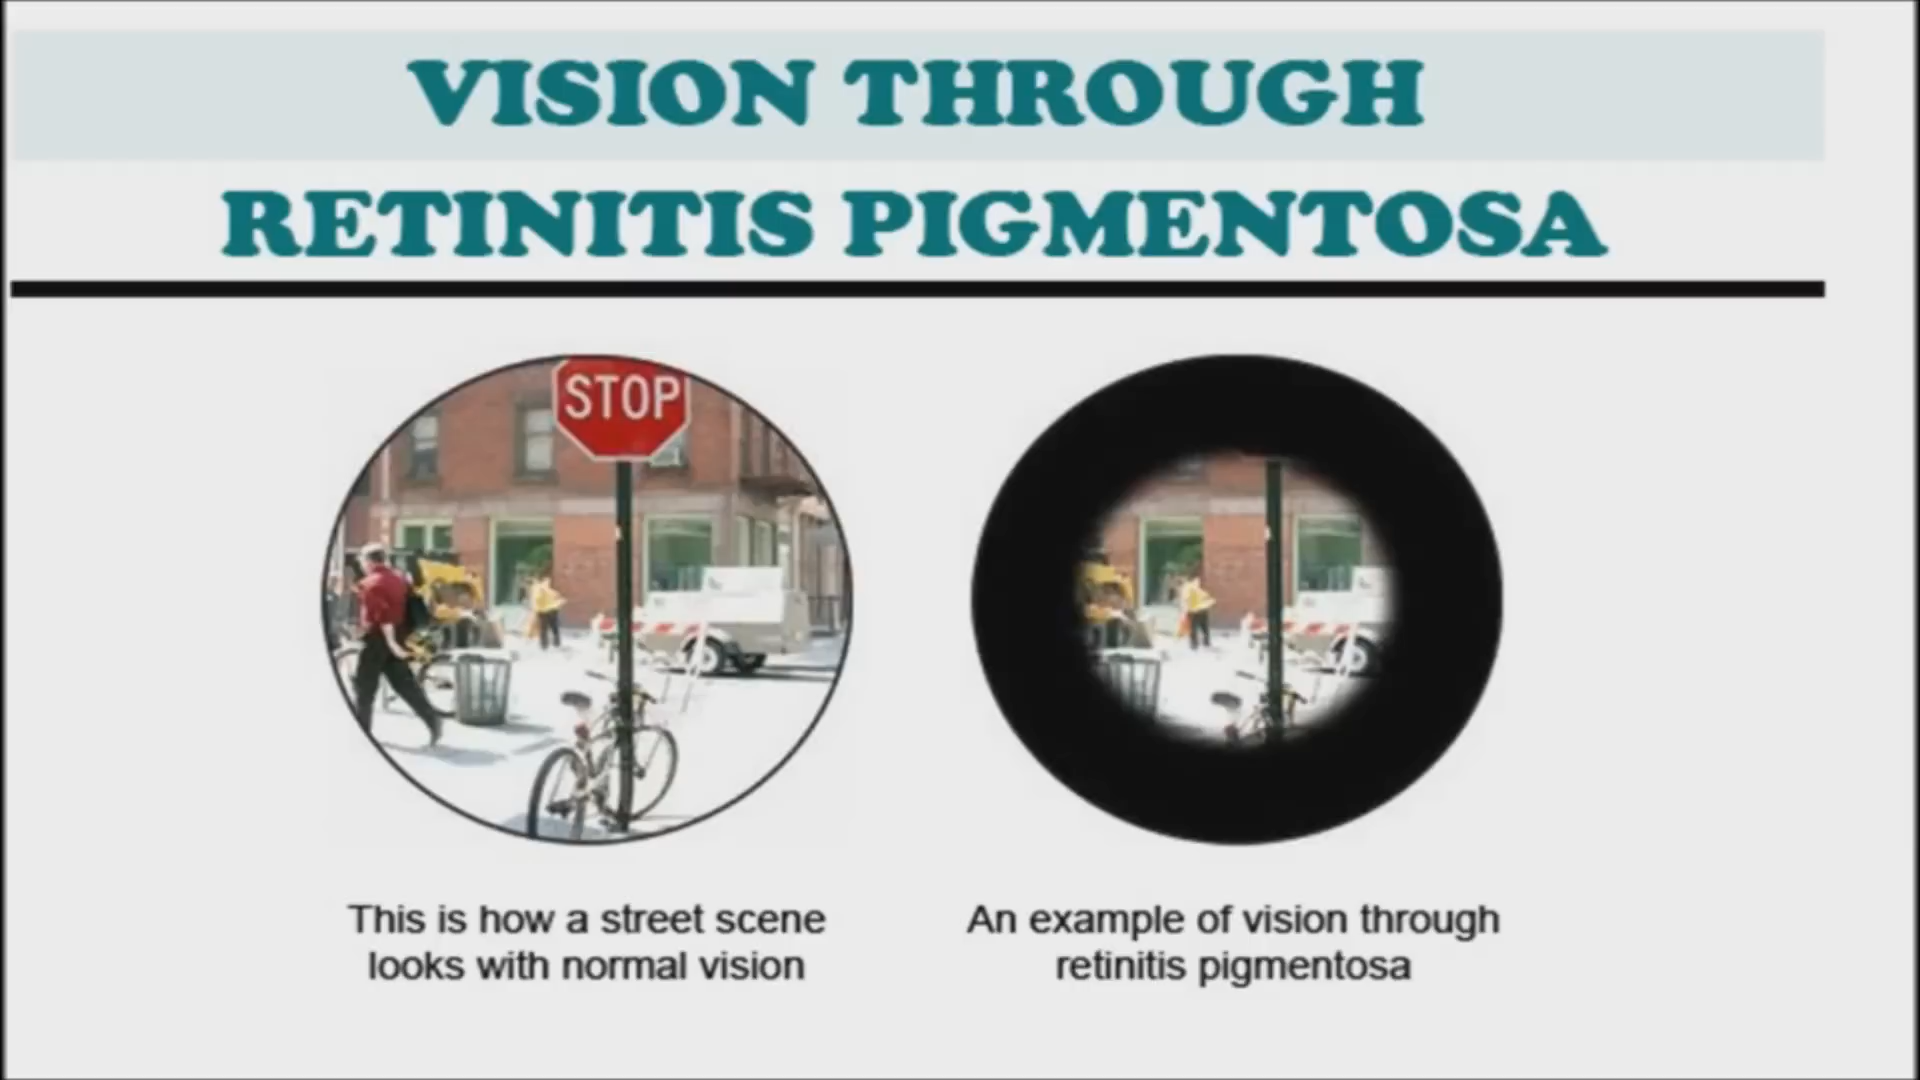 VISION THROUGH
RETINITIS PIGMENTOSA
STOP
This is how a street scene
looks with normal vision
An example of vision through
retinitis pigmentosa